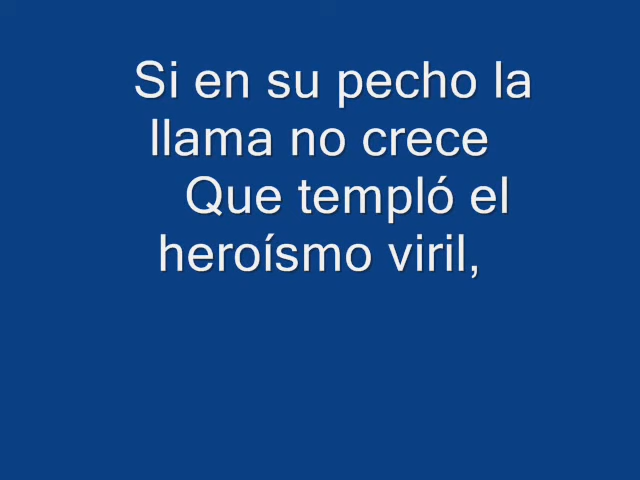 Si en su pecho la
llama no crece
Que templó el
heroísmo viril,